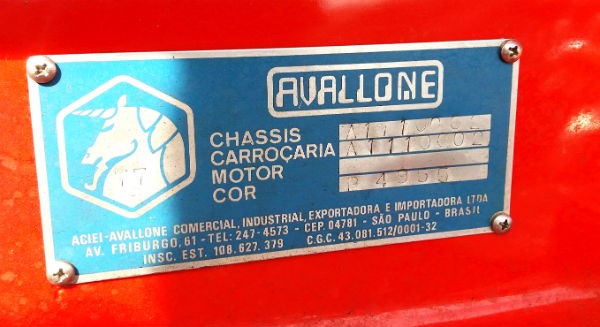 AVALLONE
CHASSIS
CARROÇARIA
MOTOR
COR
77
ACIEI-AVALLONE COMERCIAL, INDUSTRIAL, EXPORTADORA E IMPORTADORA LTDA
AV. FRIBURGO, 61 - TEL: 247-4573 - CEP. 04781 - SÃO PAULO - BRASIL
INSC. EST. 108.627.379 C.G.C. 43.081.512/0001-32